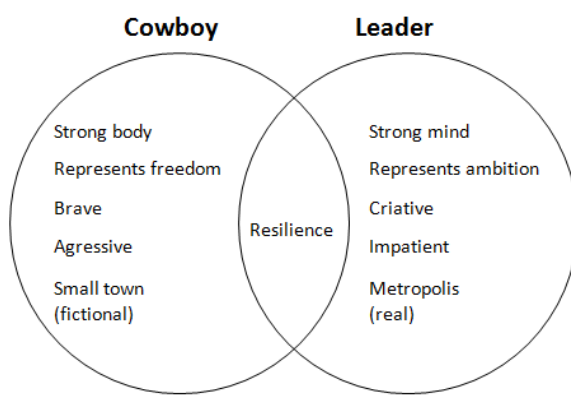 Cowboy
Leader
Strong body
Represents freedom
Brave
Agressive
Small town
(fictional)
Resilience
Strong mind
Represents ambition
Criative
Impatient
Metropolis
(real)